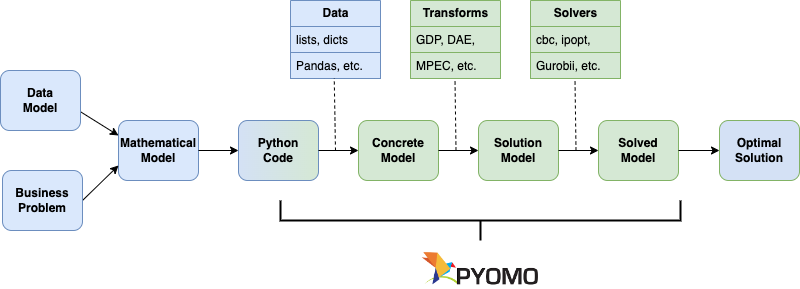 Data
lists, dicts
Pandas, etc.
Transforms
GDP, DAE,
MPEC, etc.
Solvers
cbc, ipopt,
Gurobii, etc.
Data
Model
Business
Problem
Mathematical
Model
Python
Code
Concrete
Model
Solution
Model
Solved
Model
Optimal
Solution
PYOMO